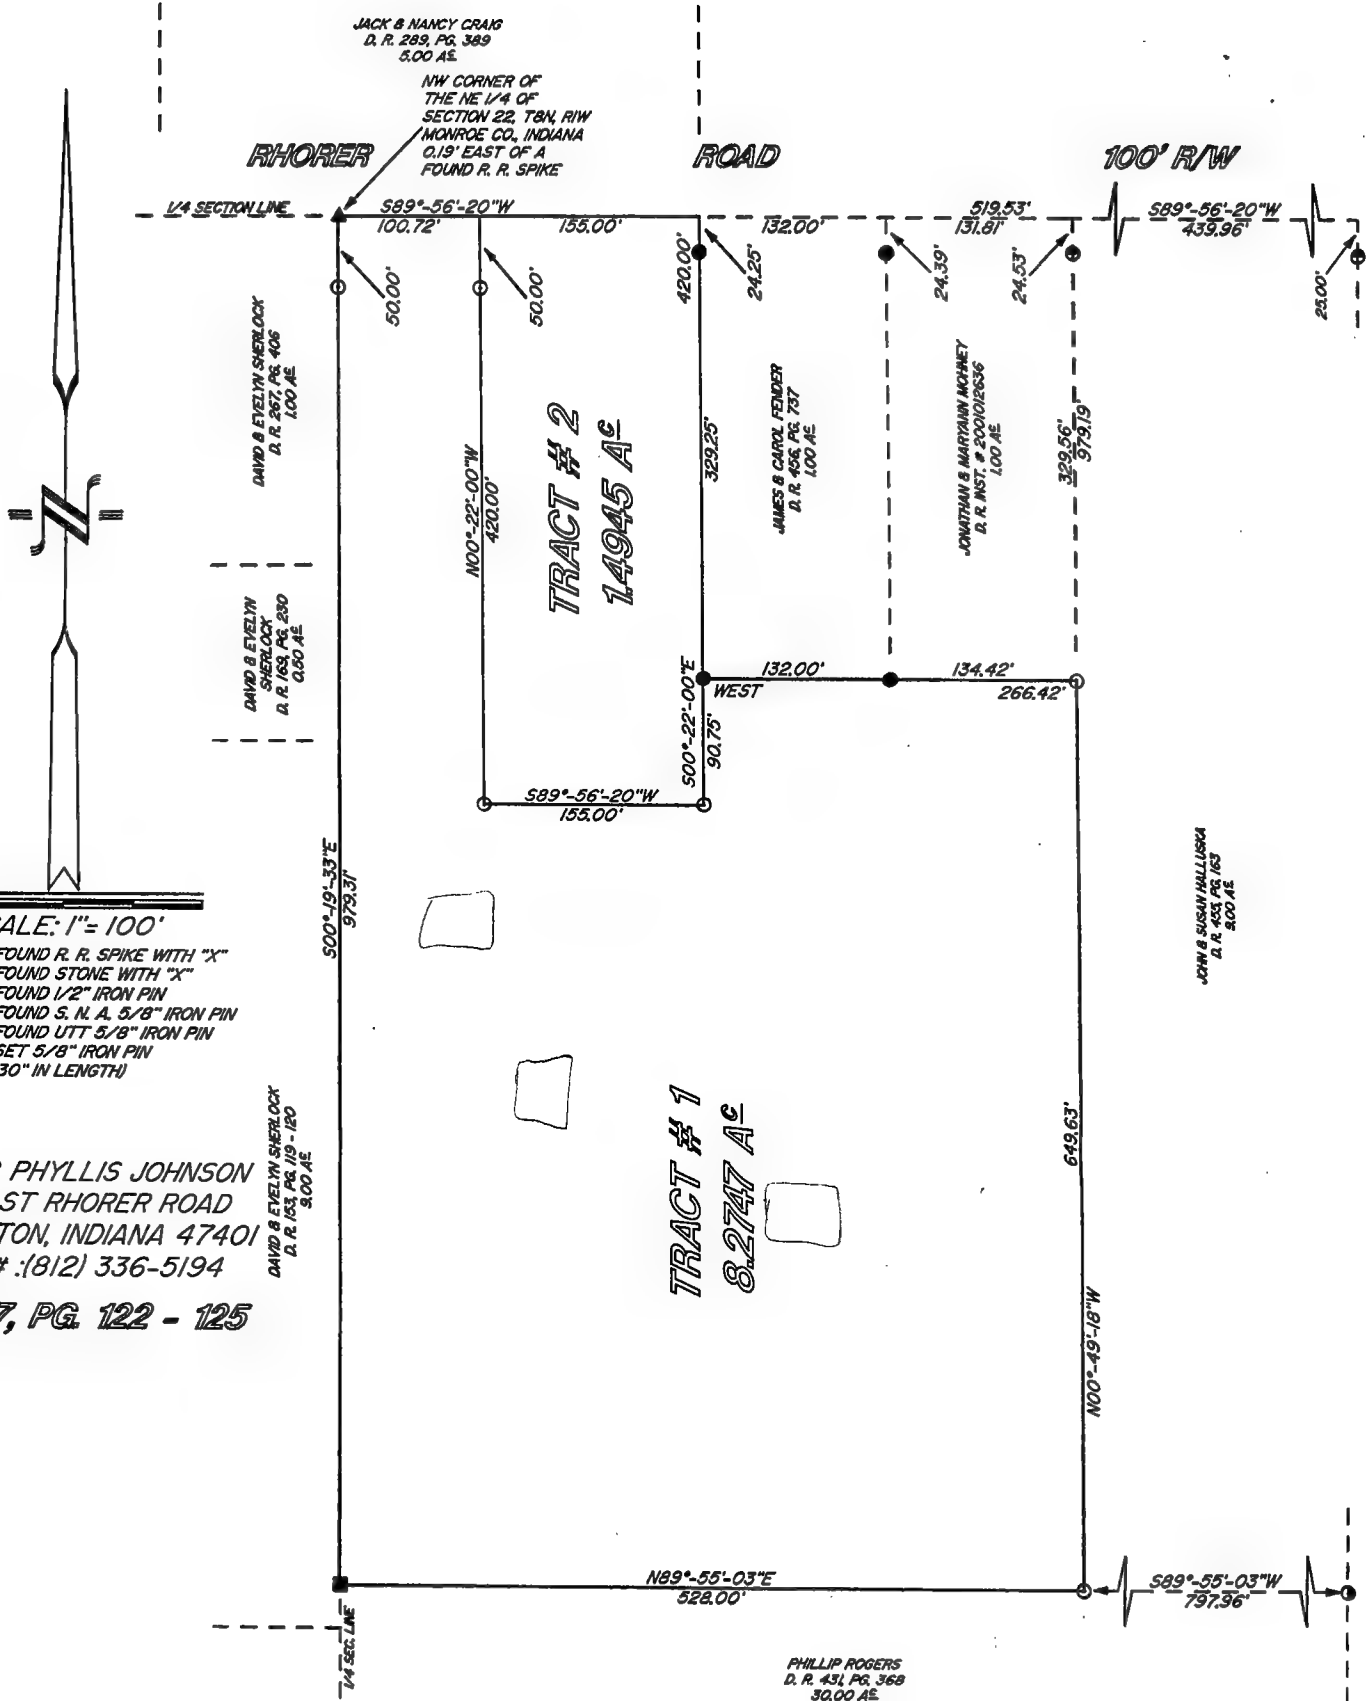 JACK & NANCY CRAIG
D. R. 289, PG. 389
5.00 AC
NW CORNER OF
THE NE 1/4 OF
SECTION 22, T8N, R1W
MONROE CO., INDIANA
0.19' EAST OF A
FOUND R. R. SPIKE
RHORER ROAD 100' R/W
1/4 SECTION LINE
S89°-56'-20"W
100.72'
155.00'
132.00'
519.53'
131.81'
S89°-56'-20"W
439.96'
50.00'
50.00'
420.00'
24.25'
24.39'
24.53'
25.00'
DAVID & EVELYN SHERLOCK
D. R. 267, PG. 406
1.00 AC
N00°-22'-00"W
420.00'
TRACT # 2
1.4945 AC
329.25'
JAMES & CAROL FENDER
D. R. 456, PG. 737
1.00 AC
JONATHAN & MARYANN MOHNEY
D. R. INST. # 2001012636
1.00 AC
329.56'
979.19'
N
DAVID & EVELYN
SHERLOCK
D. R. 169, PG. 230
0.50 AC
S00°-22'-00"E
90.75'
WEST
132.00'
134.42'
266.42'
S89°-56'-20"W
155.00'
S00°-19'-33"E
979.31'
JOHN & SUSAN HALLUSKA
D. R. 455, PG. 163
9.00 AC
ALE: 1"= 100'
FOUND R. R. SPIKE WITH "X"
FOUND STONE WITH "X"
FOUND 1/2" IRON PIN
FOUND S. N. A. 5/8" IRON PIN
FOUND UTT 5/8" IRON PIN
SET 5/8" IRON PIN
30" IN LENGTH)
DAVID & EVELYN SHERLOCK
D. R. 153, PG. 119 - 120
9.00 AC
TRACT # 1
8.2747 AC
649.63'
N00°-49'-18"W
PHYLLIS JOHNSON
ST RHORER ROAD
TON, INDIANA 47401
# :(812) 336-5194
7, PG. 122 - 125
N89°-55'-03"E
528.00'
S89°-55'-03"W
797.96'
1/4 SEC. LINE
PHILLIP ROGERS
D. R. 431, PG. 368
30.00 AC